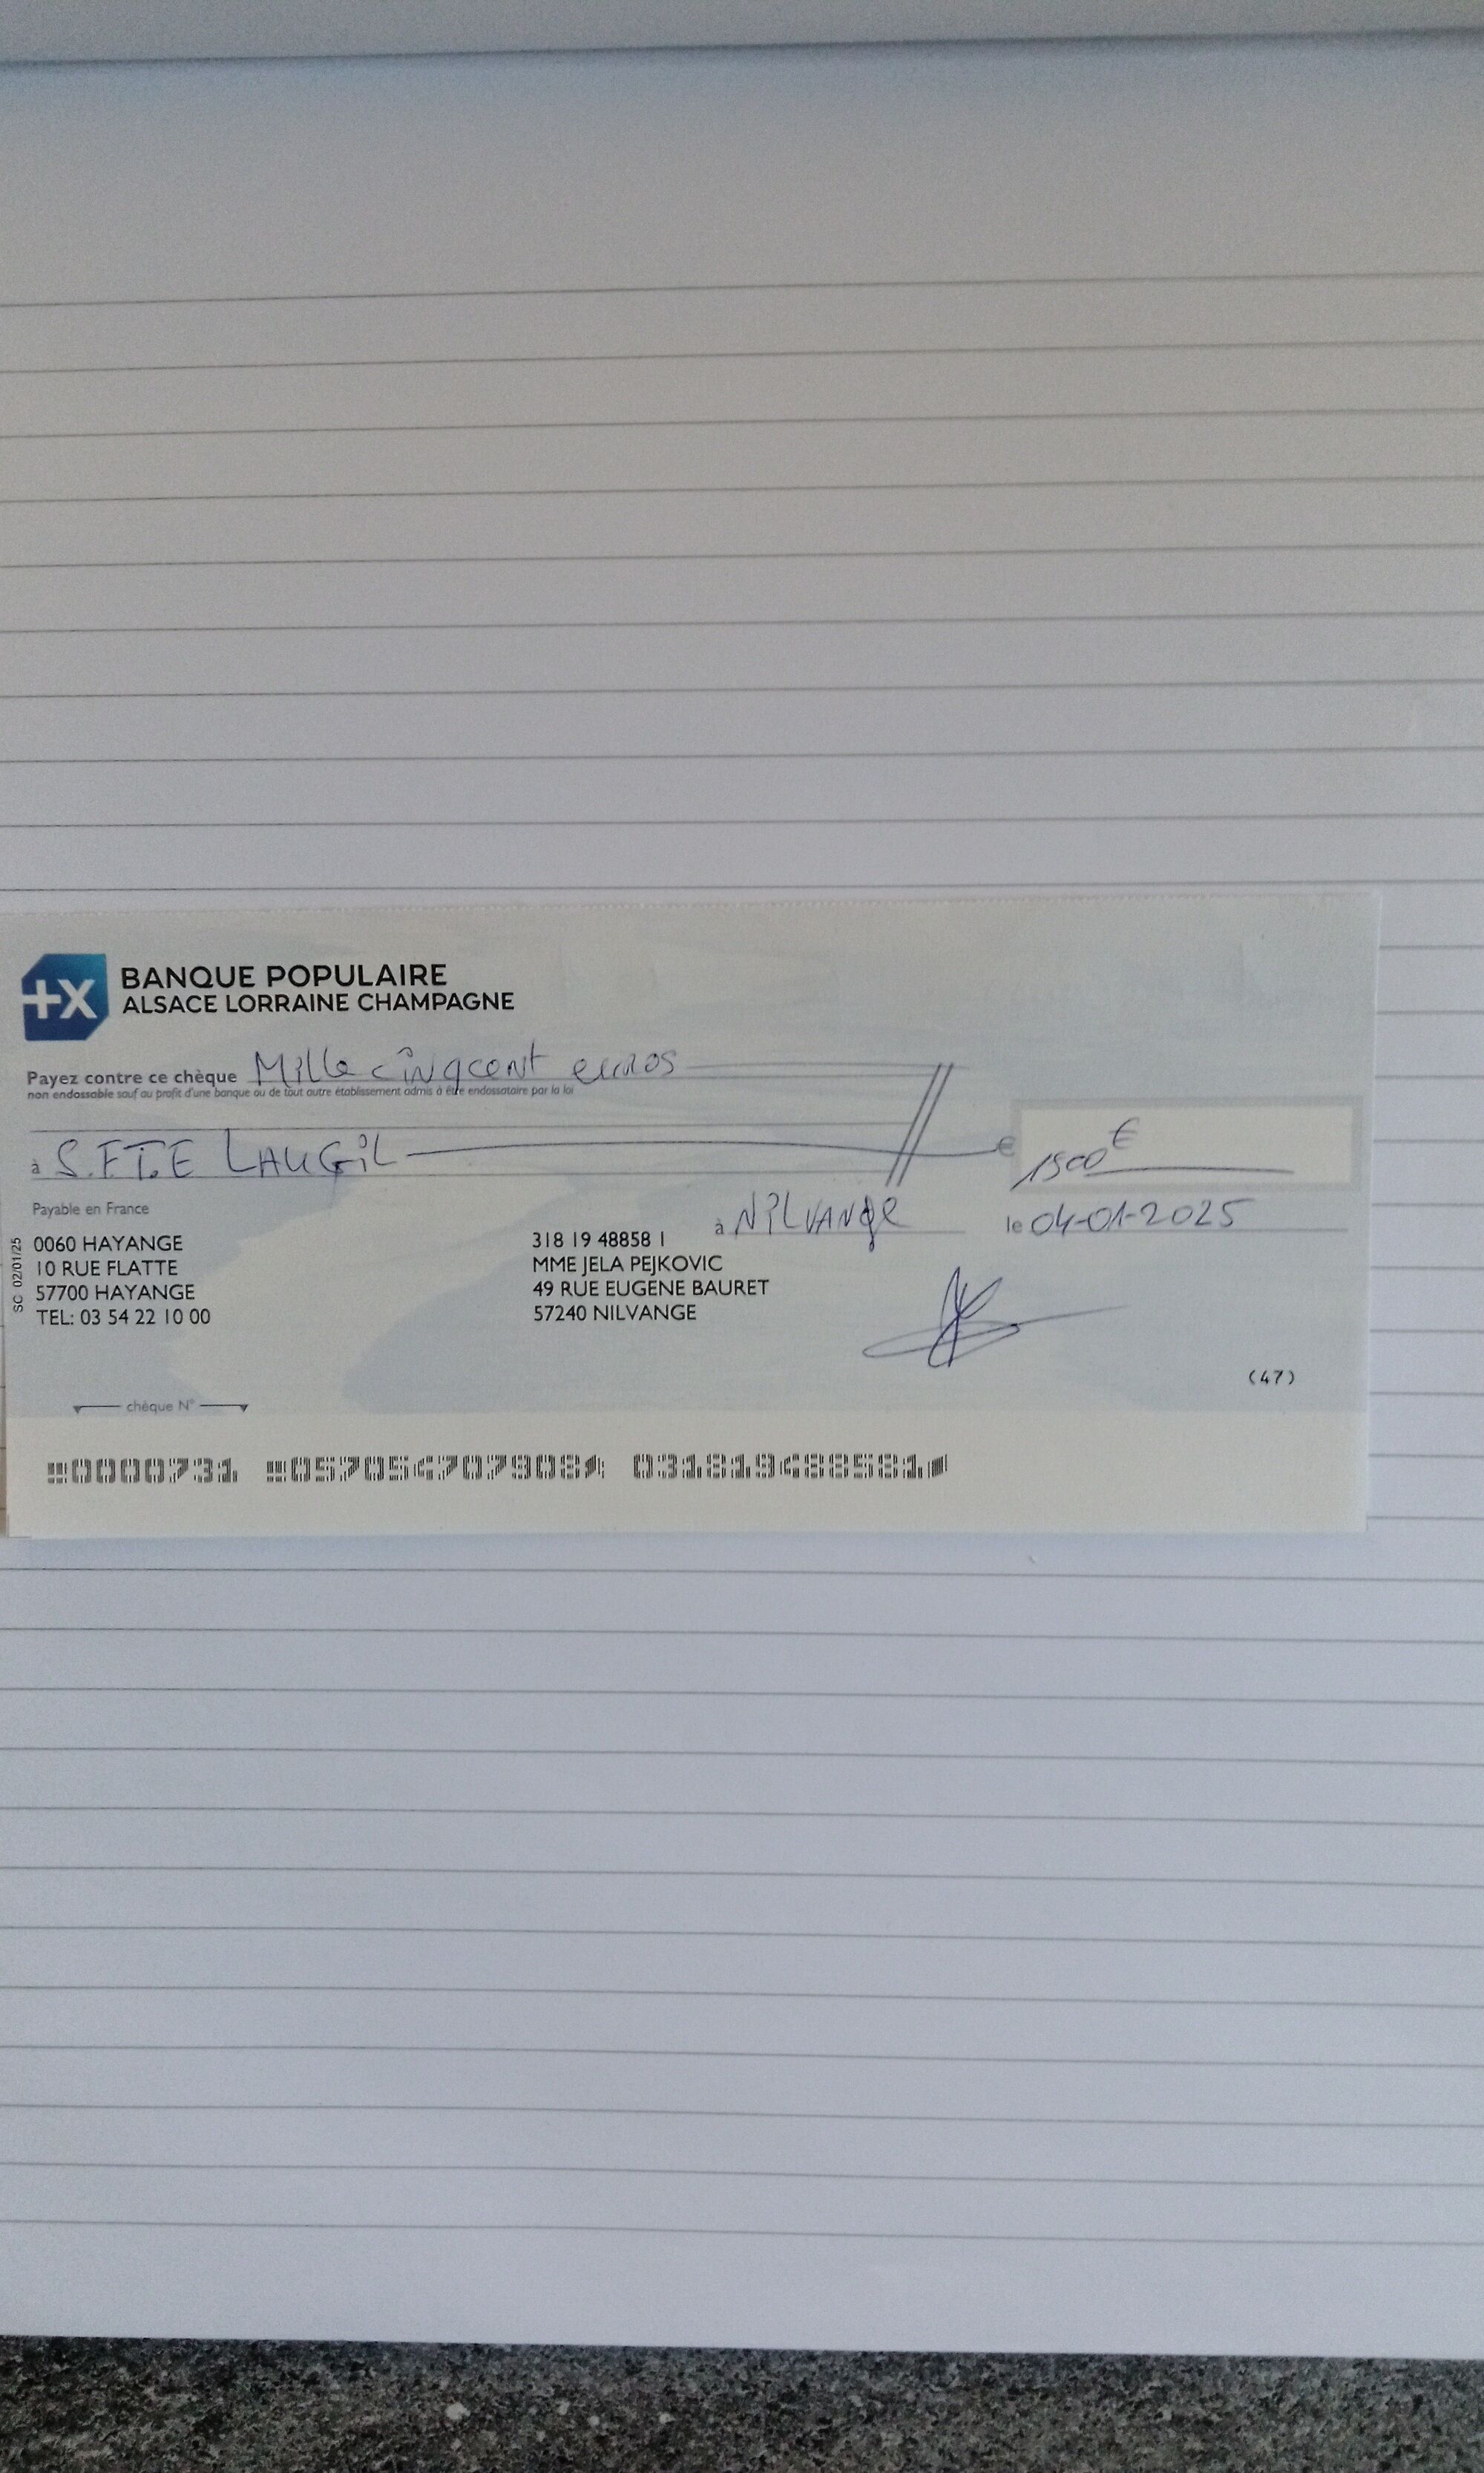 +X BANQUE POPULAIRE
ALSACE LORRAINE CHAMPAGNE
Payez contre ce chèque Mille cinqcent euros
non endossable sauf au profit d'une banque ou de tout autre établissement admis à être endossataire par la loi
à S.F.T.E LAUGIL
€ 1500 €
Payable en France
à NILVANGE le 04-01-2025
SC 02/01/25
0060 HAYANGE
10 RUE FLATTE
57700 HAYANGE
TEL: 03 54 22 10 00
318 19 48858 1
MME JELA PEJKOVIC
49 RUE EUGENE BAURET
57240 NILVANGE
(47)
chèque N°
0000731 057054707908 031819488581